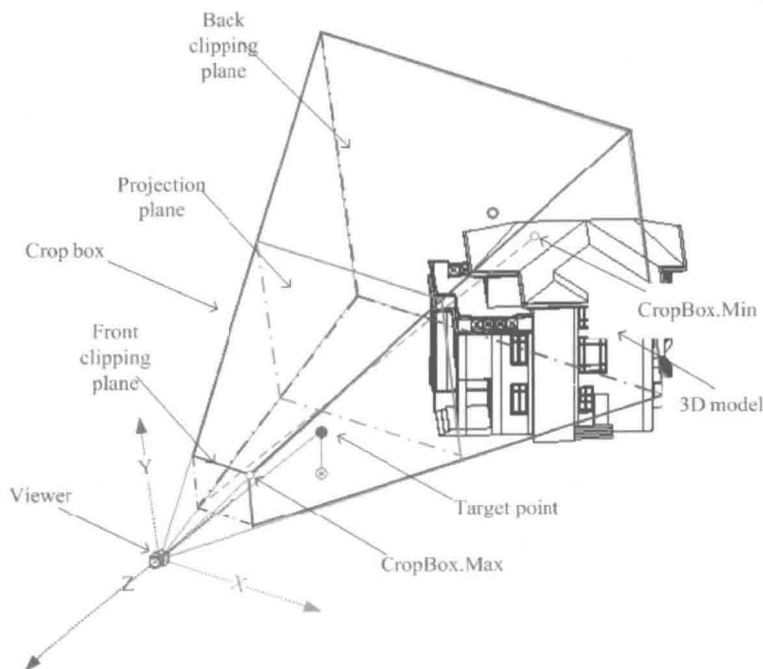 Back
clipping
plane
Projection
plane
Crop box
CropBox.Min
Front
clipping
plane
3D model
Y
Viewer
Target point
CropBox.Max
Z
X